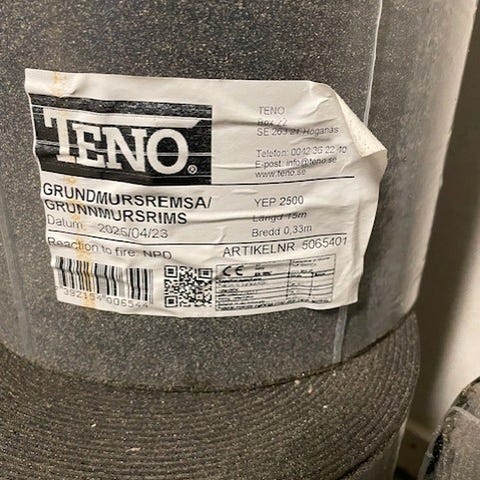 TENO®
TENO
Box 22
SE 263 21 Höganäs
Telefon: 0042 36 22 10
E-post: info@teno.se
www.teno.se
GRUNDMURSREMSA/
GRUNNMURSRIMS
Datum: 2025/04/23
Reaction to fire: NPD
YEP 2500
Längd 15m
Bredd 0,33m
ARTIKELNR. 5065401
CE